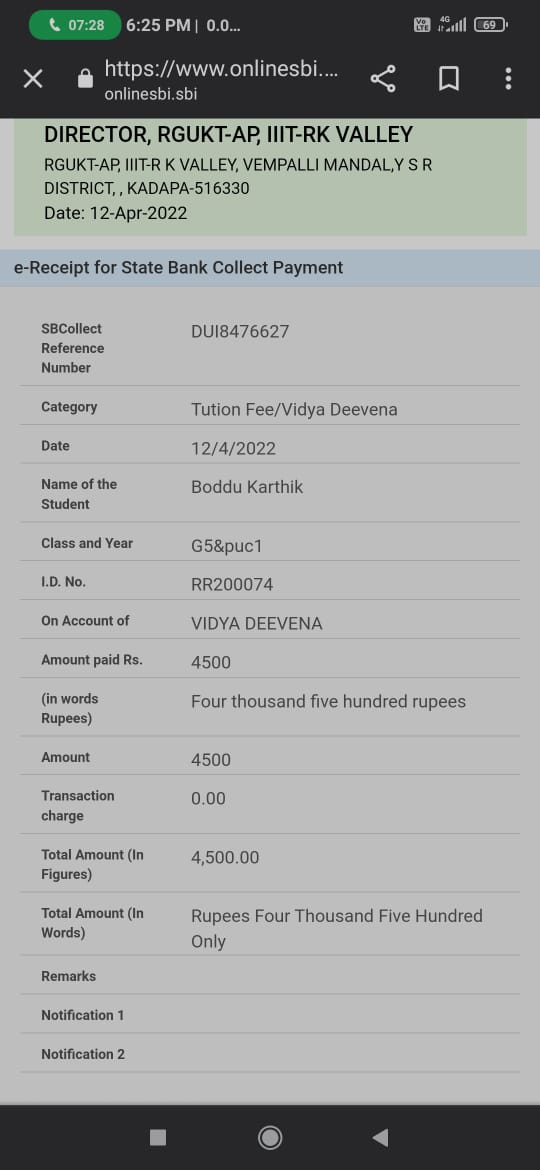 07:28 6:25 PM | 0.0... Vo LTE 4G 69
https://www.onlinesbi....
onlinesbi.sbi
DIRECTOR, RGUKT-AP, IIIT-RK VALLEY
RGUKT-AP, IIIT-R K VALLEY, VEMPALLI MANDAL,Y S R
DISTRICT, , KADAPA-516330
Date: 12-Apr-2022
e-Receipt for State Bank Collect Payment
SBCollect
Reference
Number
DUI8476627
Category
Tution Fee/Vidya Deevena
Date
12/4/2022
Name of the
Student
Boddu Karthik
Class and Year
G5&puc1
I.D. No.
RR200074
On Account of
VIDYA DEEVENA
Amount paid Rs.
4500
(in words
Rupees)
Four thousand five hundred rupees
Amount
4500
Transaction
charge
0.00
Total Amount (In
Figures)
4,500.00
Total Amount (In
Words)
Rupees Four Thousand Five Hundred
Only
Remarks
Notification 1
Notification 2